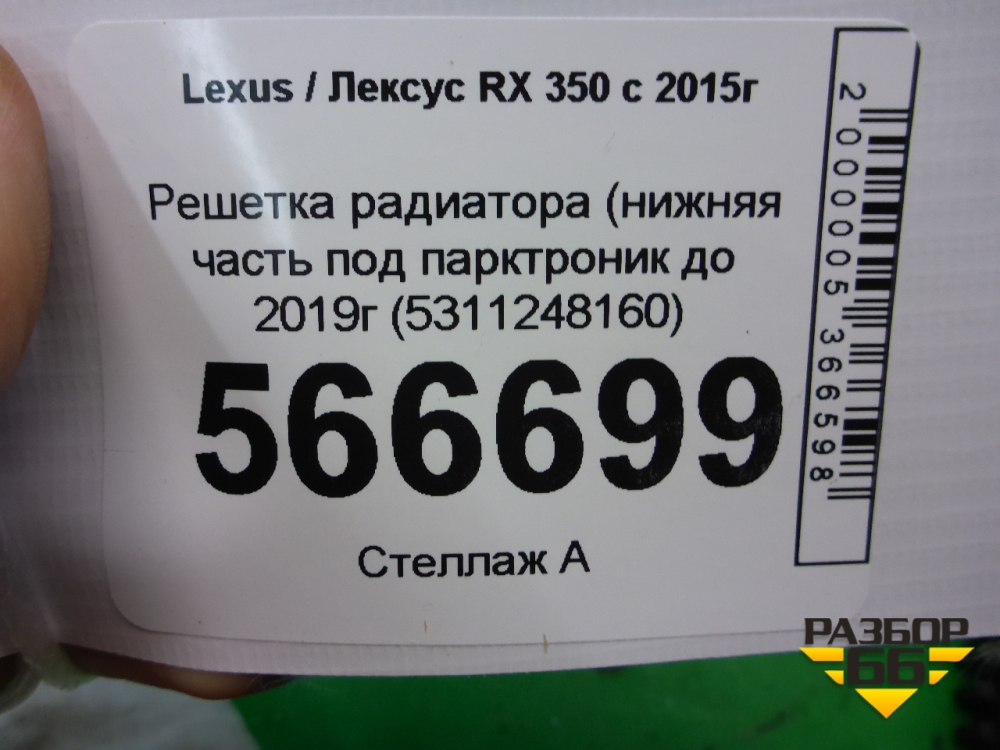 Lexus / Лексус RX 350 с 2015г
Решетка радиатора (нижняя
часть под парктроник до
2019г (5311248160)
566699
Стеллаж А
2000005366598
РАЗБОР
66